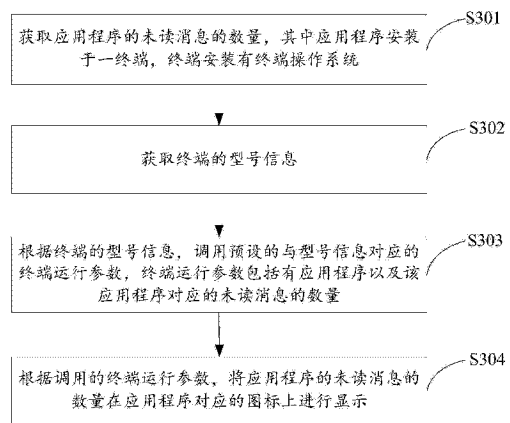 S301
获取应用程序的未读消息的数量，其中应用程序安装
于一终端，终端安装有终端操作系统
S302
获取终端的型号信息
S303
根据终端的型号信息，调用预设的与型号信息对应的
终端运行参数，终端运行参数包括有应用程序以及该
应用程序对应的未读消息的数量
S304
根据调用的终端运行参数，将应用程序的未读消息的
数量在应用程序对应的图标上进行显示